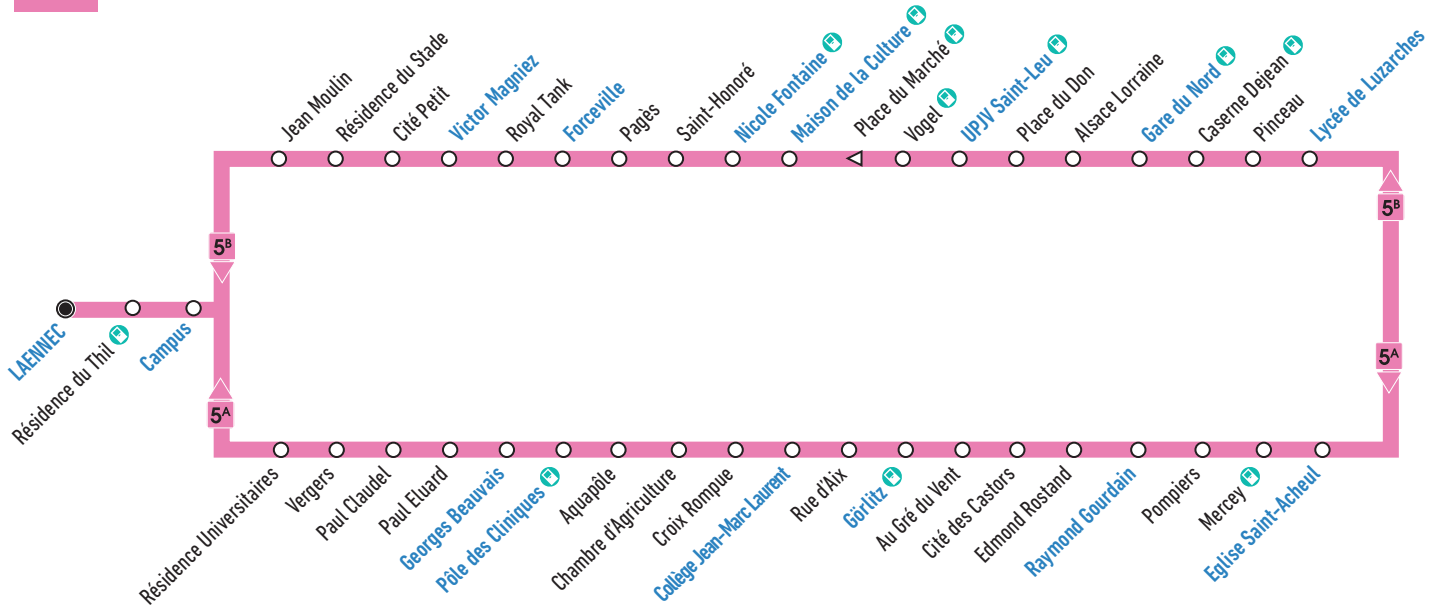 Jean Moulin
Résidence du Stade
Cité Petit
Victor Magniez
Royal Tank
Forceville
Pagès
Saint-Honoré
Nicole Fontaine
Maison de la Culture
Place du Marché
Vogel
UPJV Saint-Leu
Place du Don
Alsace Lorraine
Gare du Nord
Caserne Dejean
Pinceau
Lycée de Luzarches
5B
5B
LAENNEC
Résidence du Thil
Campus
5A
5A
Résidence Universitaires
Vergers
Paul Claudel
Paul Eluard
Georges Beauvais
Pôle des Cliniques
Aquapôle
Chambre d'Agriculture
Croix Rompue
Collège Jean-Marc Laurent
Rue d'Aix
Görlitz
Au Gré du Vent
Cité des Castors
Edmond Rostand
Raymond Gourdain
Pompiers
Mercey
Eglise Saint-Acheul